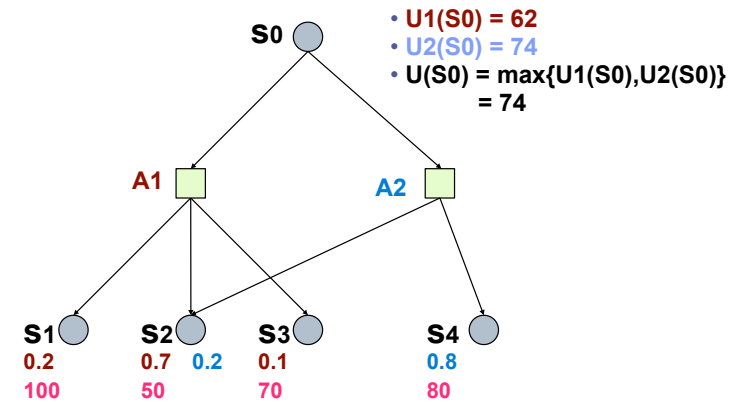 S0
• U1(S0) = 62
• U2(S0) = 74
• U(S0) = max{U1(S0),U2(S0)}
= 74
A1
A2
S1
S2
S3
S4
0.2
0.7 0.2
0.1
0.8
100
50
70
80